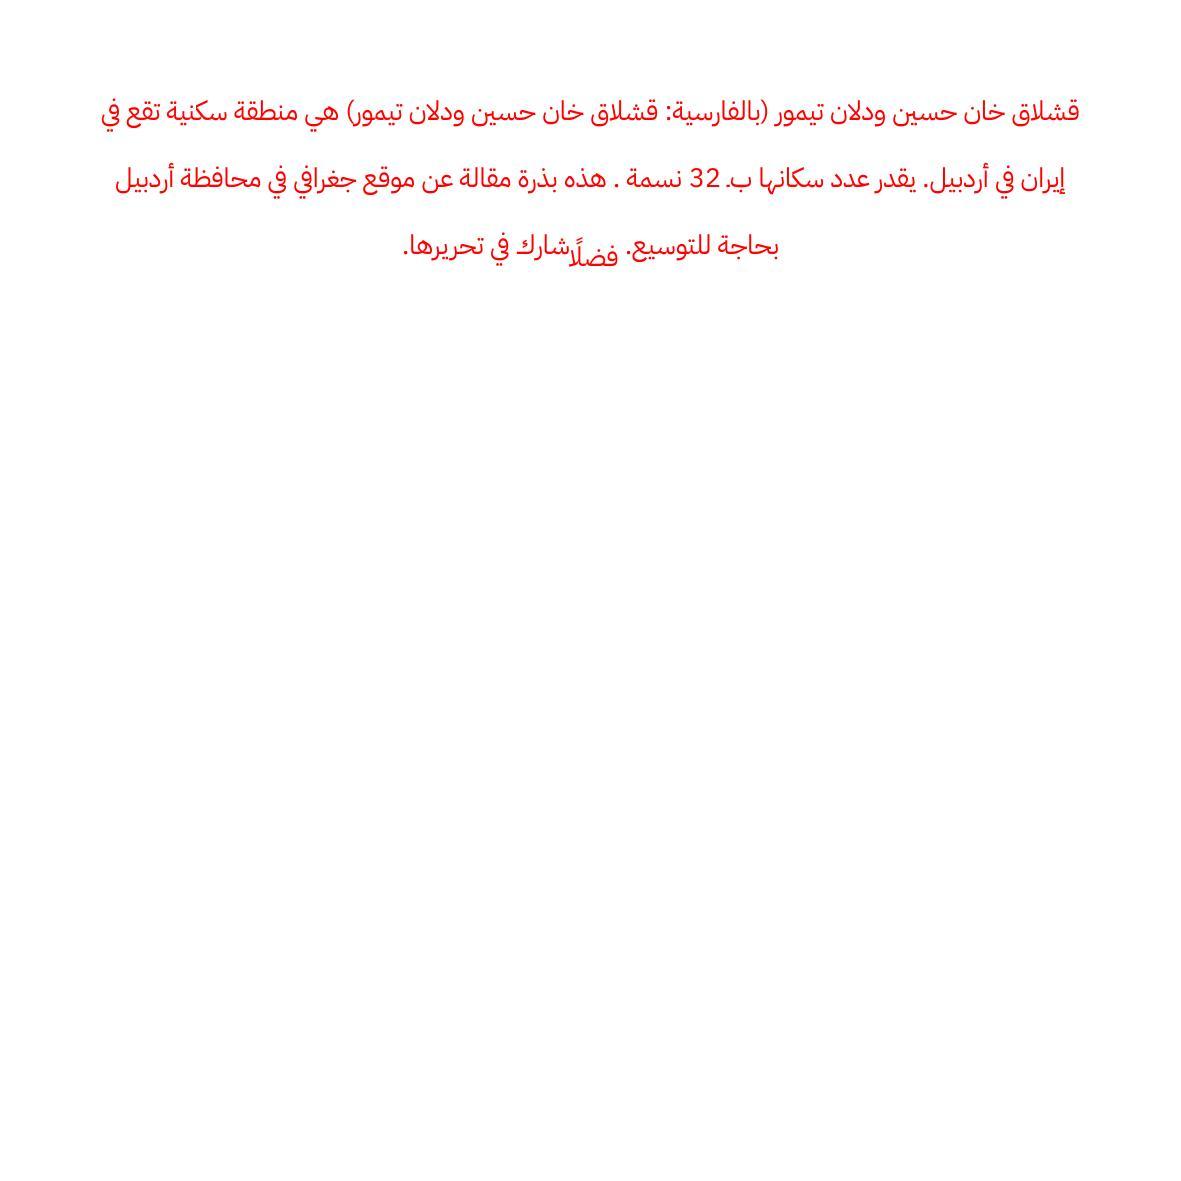 قشلاق خان حسين ودلان تيمور (بالفارسية: قشلاق خان حسين ودلان تيمور) هي منطقة سكنية تقع في
إيران في أردبيل. يقدر عدد سكانها بـ 32 نسمة . هذه بذرة مقالة عن موقع جغرافي في محافظة أردبيل
بحاجة للتوسيع. فضلًا شارك في تحريرها.